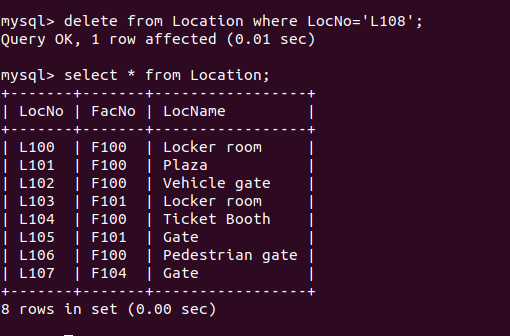 mysql> delete from Location where LocNo='L108';
Query OK, 1 row affected (0.01 sec)
mysql> select * from Location;
+-------+-------+-----------------+
| LocNo | FacNo | LocName         |
+-------+-------+-----------------+
| L100  | F100  | Locker room     |
| L101  | F100  | Plaza           |
| L102  | F100  | Vehicle gate    |
| L103  | F101  | Locker room     |
| L104  | F100  | Ticket Booth    |
| L105  | F101  | Gate            |
| L106  | F100  | Pedestrian gate |
| L107  | F104  | Gate            |
+-------+-------+-----------------+
8 rows in set (0.00 sec)